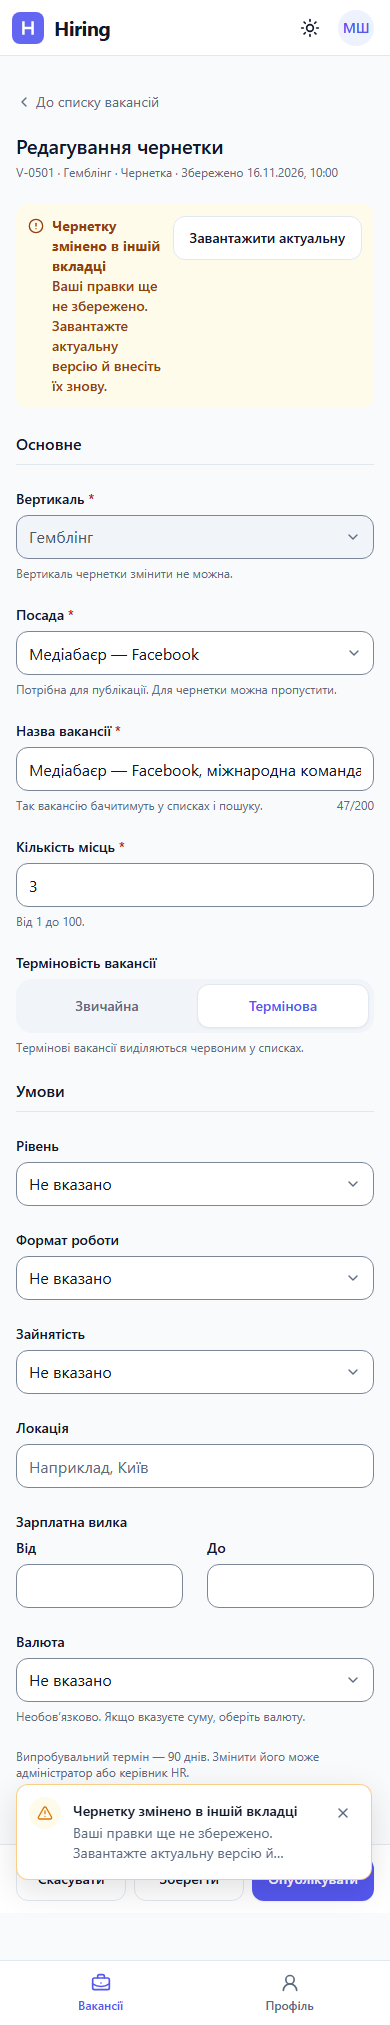 H Hiring МШ
До списку вакансій
Редагування чернетки
V-0501 · Гемблінг · Чернетка · Збережено 16.11.2026, 10:00
Чернетку
змінено в іншій
вкладці
Ваші правки ще
не збережено.
Завантажте
актуальну
версію й внесіть
їх знову.
Завантажити актуальну
Основне
Вертикаль *
Гемблінг
Вертикаль чернетки змінити не можна.
Посада *
Медіабаєр — Facebook
Потрібна для публікації. Для чернетки можна пропустити.
Назва вакансії *
Медіабаєр — Facebook, міжнародна команда
Так вакансію бачитимуть у списках і пошуку. 47/200
Кількість місць *
3
Від 1 до 100.
Терміновість вакансії
Звичайна Термінова
Термінові вакансії виділяються червоним у списках.
Умови
Рівень
Не вказано
Формат роботи
Не вказано
Зайнятість
Не вказано
Локація
Наприклад, Київ
Зарплатна вилка
Від До
Валюта
Не вказано
Необов'язково. Якщо вказуєте суму, оберіть валюту.
Випробувальний термін — 90 днів. Змінити його може
адміністратор або керівник HR.
Чернетку змінено в іншій вкладці
Ваші правки ще не збережено.
Завантажте актуальну версію й…
Скасувати Зберегти Опублікувати
Вакансії Профіль